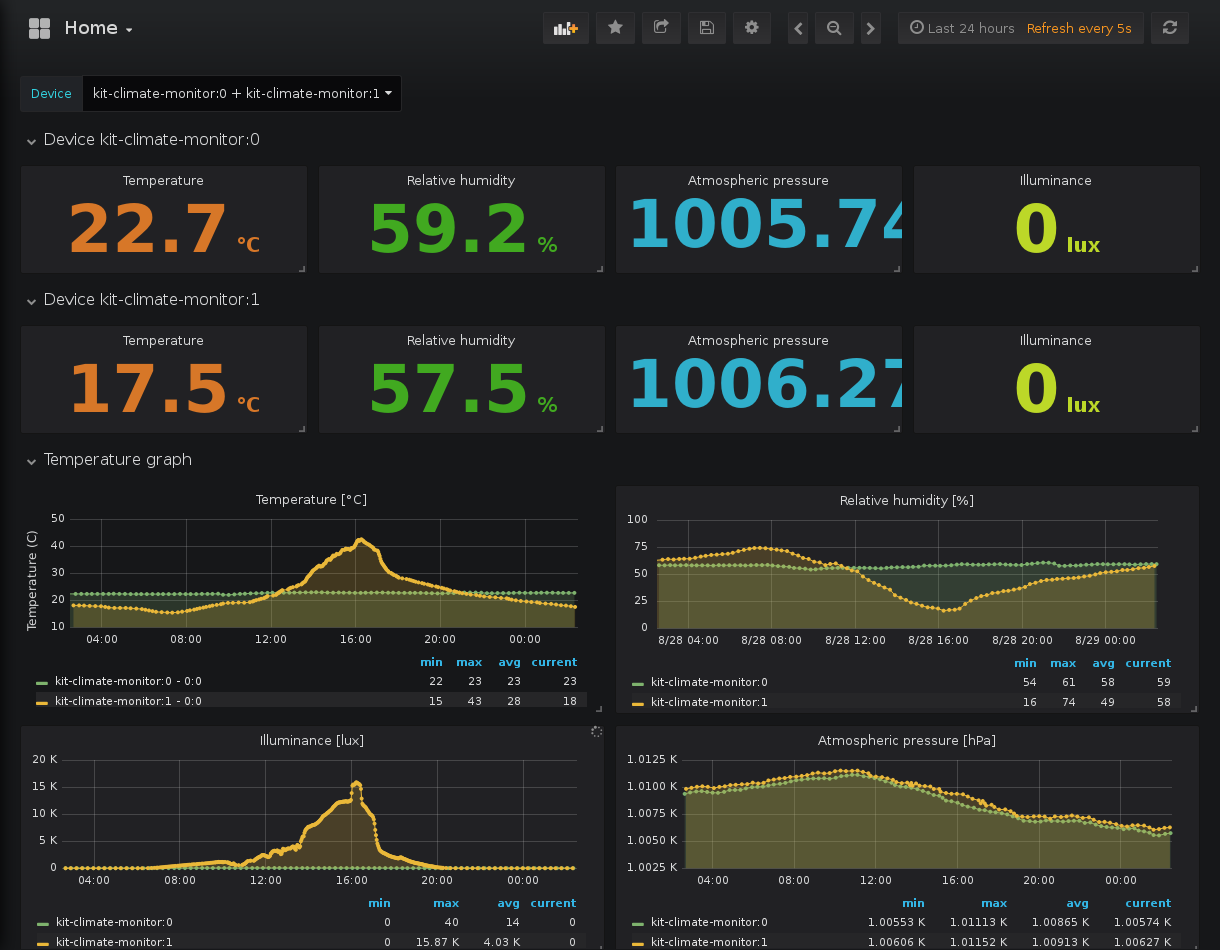 Home
Last 24 hours Refresh every 5s
Device kit-climate-monitor:0 + kit-climate-monitor:1
Device kit-climate-monitor:0
Temperature Relative humidity Atmospheric pressure Illuminance
22.7 °C 59.2 % 1005.74 0 lux
Device kit-climate-monitor:1
Temperature Relative humidity Atmospheric pressure Illuminance
17.5 °C 57.5 % 1006.27 0 lux
Temperature graph
Temperature [°C]
Temperature (C)
50
40
30
20
10
04:00 08:00 12:00 16:00 20:00 00:00
min max avg current
kit-climate-monitor:0 - 0:0 22 23 23 23
kit-climate-monitor:1 - 0:0 15 43 28 18
Relative humidity [%]
100
75
50
25
0
8/28 04:00 8/28 08:00 8/28 12:00 8/28 16:00 8/28 20:00 8/29 00:00
min max avg current
kit-climate-monitor:0 54 61 58 59
kit-climate-monitor:1 16 74 49 58
Illuminance [lux]
20 K
15 K
10 K
5 K
0
04:00 08:00 12:00 16:00 20:00 00:00
min max avg current
kit-climate-monitor:0 0 40 14 0
kit-climate-monitor:1 0 15.87 K 4.03 K 0
Atmospheric pressure [hPa]
1.0125 K
1.0100 K
1.0075 K
1.0050 K
1.0025 K
04:00 08:00 12:00 16:00 20:00 00:00
min max avg current
kit-climate-monitor:0 1.00553 K 1.01113 K 1.00865 K 1.00574 K
kit-climate-monitor:1 1.00606 K 1.01152 K 1.00913 K 1.00627 K